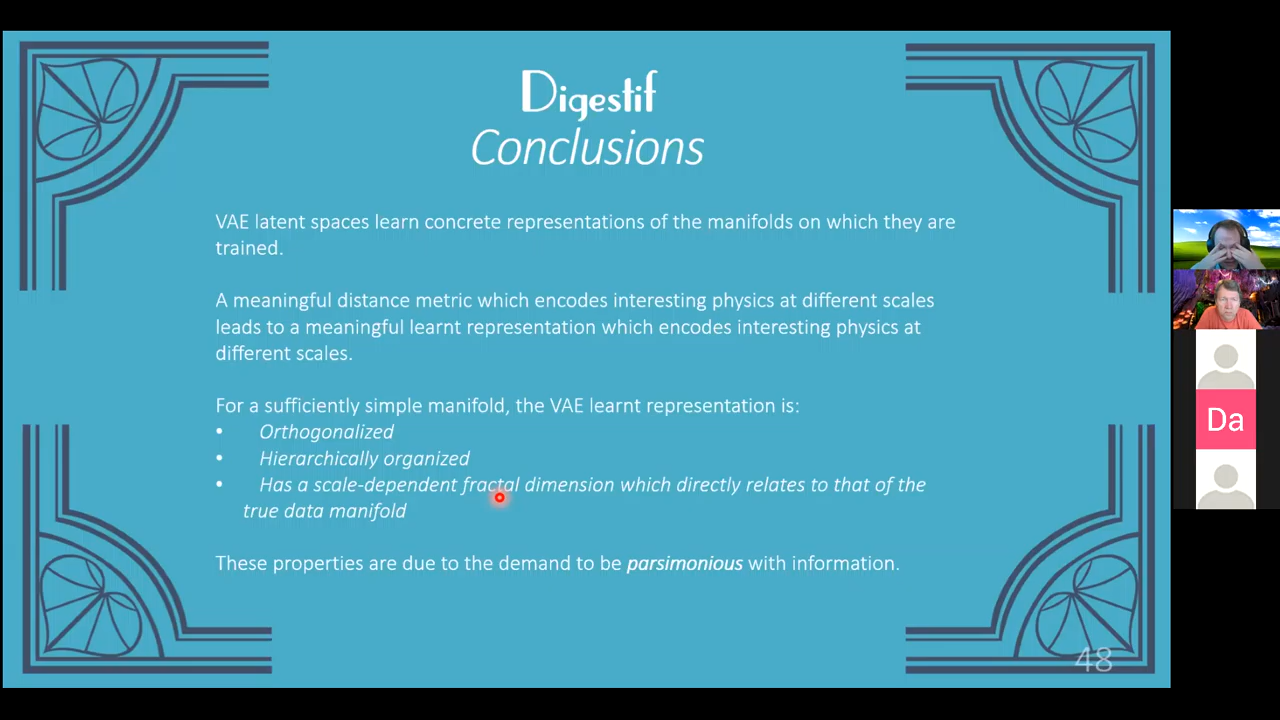 Digestif
Conclusions
VAE latent spaces learn concrete representations of the manifolds on which they are
trained.
A meaningful distance metric which encodes interesting physics at different scales
leads to a meaningful learnt representation which encodes interesting physics at
different scales.
For a sufficiently simple manifold, the VAE learnt representation is:
• Orthogonalized
• Hierarchically organized
• Has a scale-dependent fractal dimension which directly relates to that of the
true data manifold
These properties are due to the demand to be parsimonious with information.
48
Da